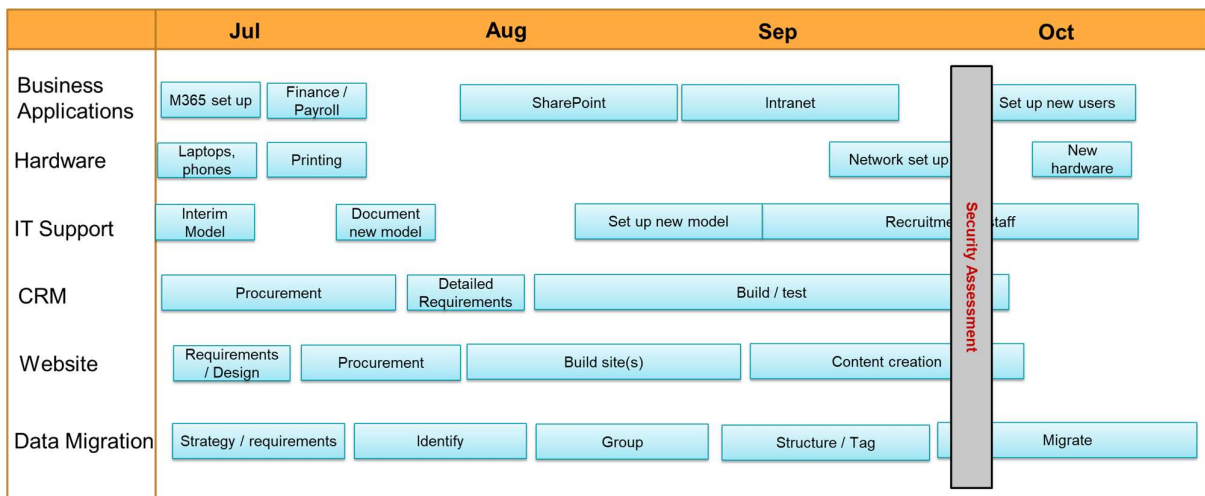 Jul Aug Sep Oct
Business
Applications
M365 set up
Finance /
Payroll
SharePoint
Intranet
Set up new users
Hardware
Laptops,
phones
Printing
Network set up
New
hardware
IT Support
Interim
Model
Document
new model
Set up new model
Recruitme
staff
CRM
Procurement
Detailed
Requirements
Build / test
Website
Requirements
/ Design
Procurement
Build site(s)
Content creation
Data Migration
Strategy / requirements
Identify
Group
Structure / Tag
Migrate
Security Assessment